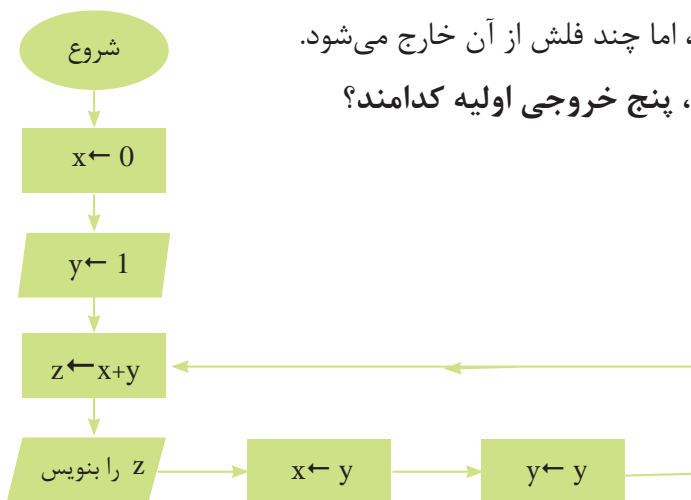 ، اما چند فلش از آن خارج می‌شود.
، پنج خروجی اولیه کدامند؟
شروع
x← 0
y← 1
z←x+y
z را بنویس
x← y
y← y